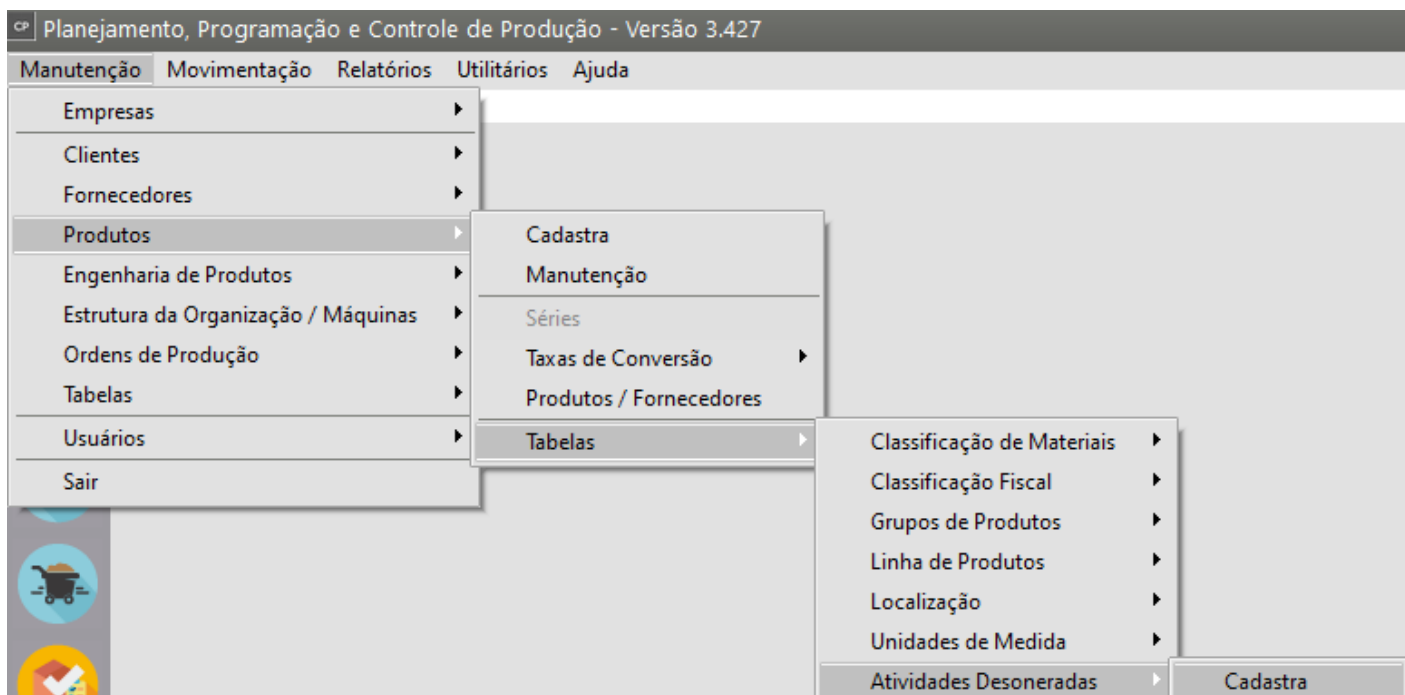 CP Planejamento, Programação e Controle de Produção - Versão 3.427
Manutenção Movimentação Relatórios Utilitários Ajuda
Empresas
Clientes
Fornecedores
Produtos
Engenharia de Produtos
Estrutura da Organização / Máquinas
Ordens de Produção
Tabelas
Usuários
Sair
Cadastra
Manutenção
Séries
Taxas de Conversão
Produtos / Fornecedores
Tabelas
Classificação de Materiais
Classificação Fiscal
Grupos de Produtos
Linha de Produtos
Localização
Unidades de Medida
Atividades Desoneradas
Cadastra